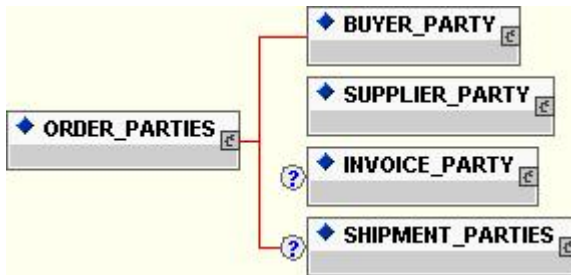 BUYER_PARTY
SUPPLIER_PARTY
ORDER_PARTIES
? INVOICE_PARTY
? SHIPMENT_PARTIES